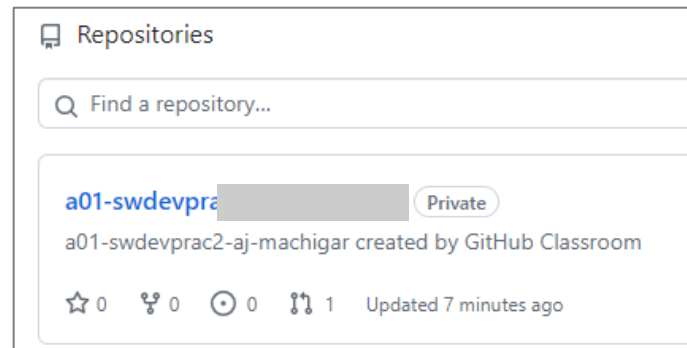 Repositories
Find a repository...
a01-swdevprac Private
a01-swdevprac2-aj-machigar created by GitHub Classroom
0 0 0 1 Updated 7 minutes ago